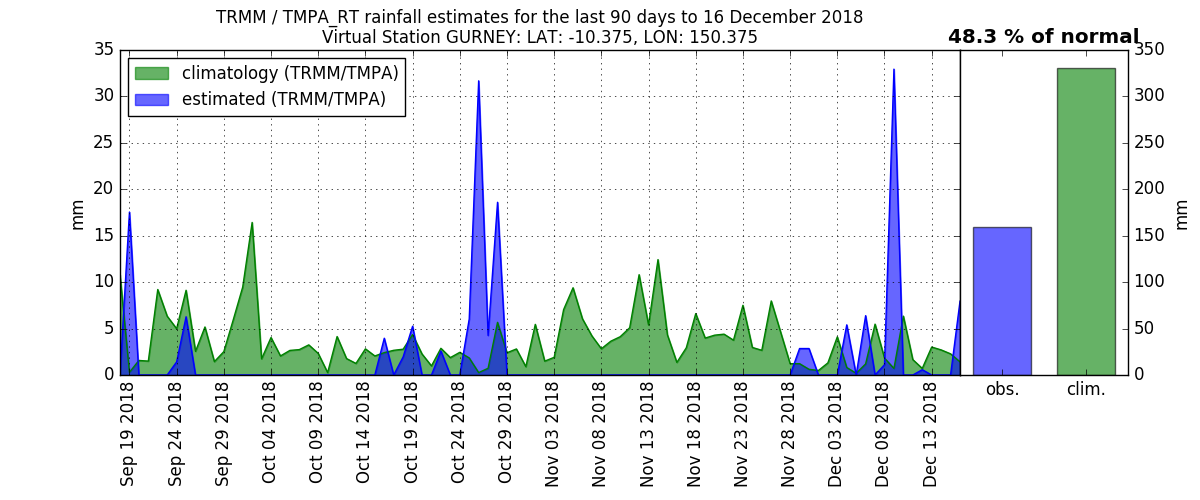 TRMM / TMPA_RT rainfall estimates for the last 90 days to 16 December 2018
Virtual Station GURNEY: LAT: -10.375, LON: 150.375
48.3 % of normal
climatology (TRMM/TMPA)
estimated (TRMM/TMPA)
mm
35
30
25
20
15
10
5
0
Sep 19 2018
Sep 24 2018
Sep 29 2018
Oct 04 2018
Oct 09 2018
Oct 14 2018
Oct 19 2018
Oct 24 2018
Oct 29 2018
Nov 03 2018
Nov 08 2018
Nov 13 2018
Nov 18 2018
Nov 23 2018
Nov 28 2018
Dec 03 2018
Dec 08 2018
Dec 13 2018
obs.
clim.
350
300
250
200
150
100
50
0
mm